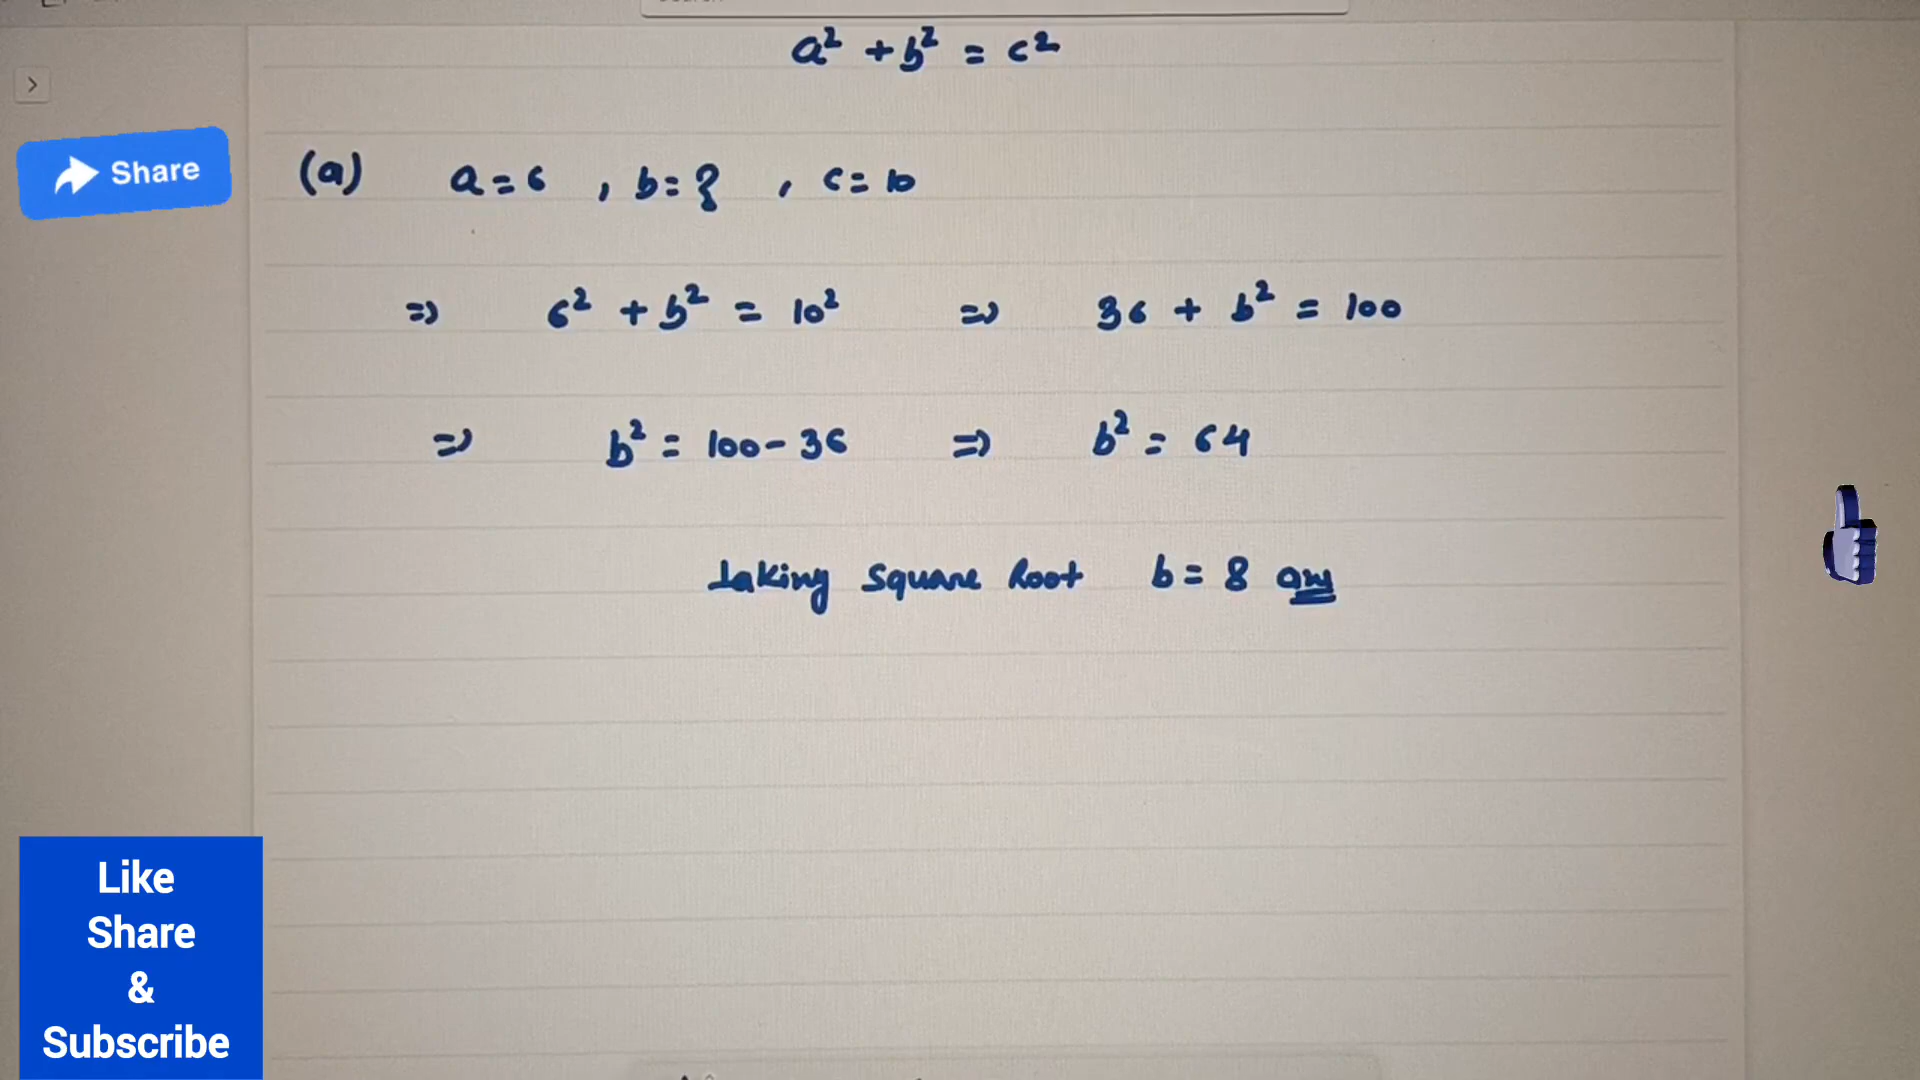 a² + b² = c²
Share
(a) a = 6 , b = ? , c = 10
=> 6² + b² = 10² => 36 + b² = 100
=> b² = 100 - 36 => b² = 64
taking square root b = 8 ans
Like
Share
&
Subscribe